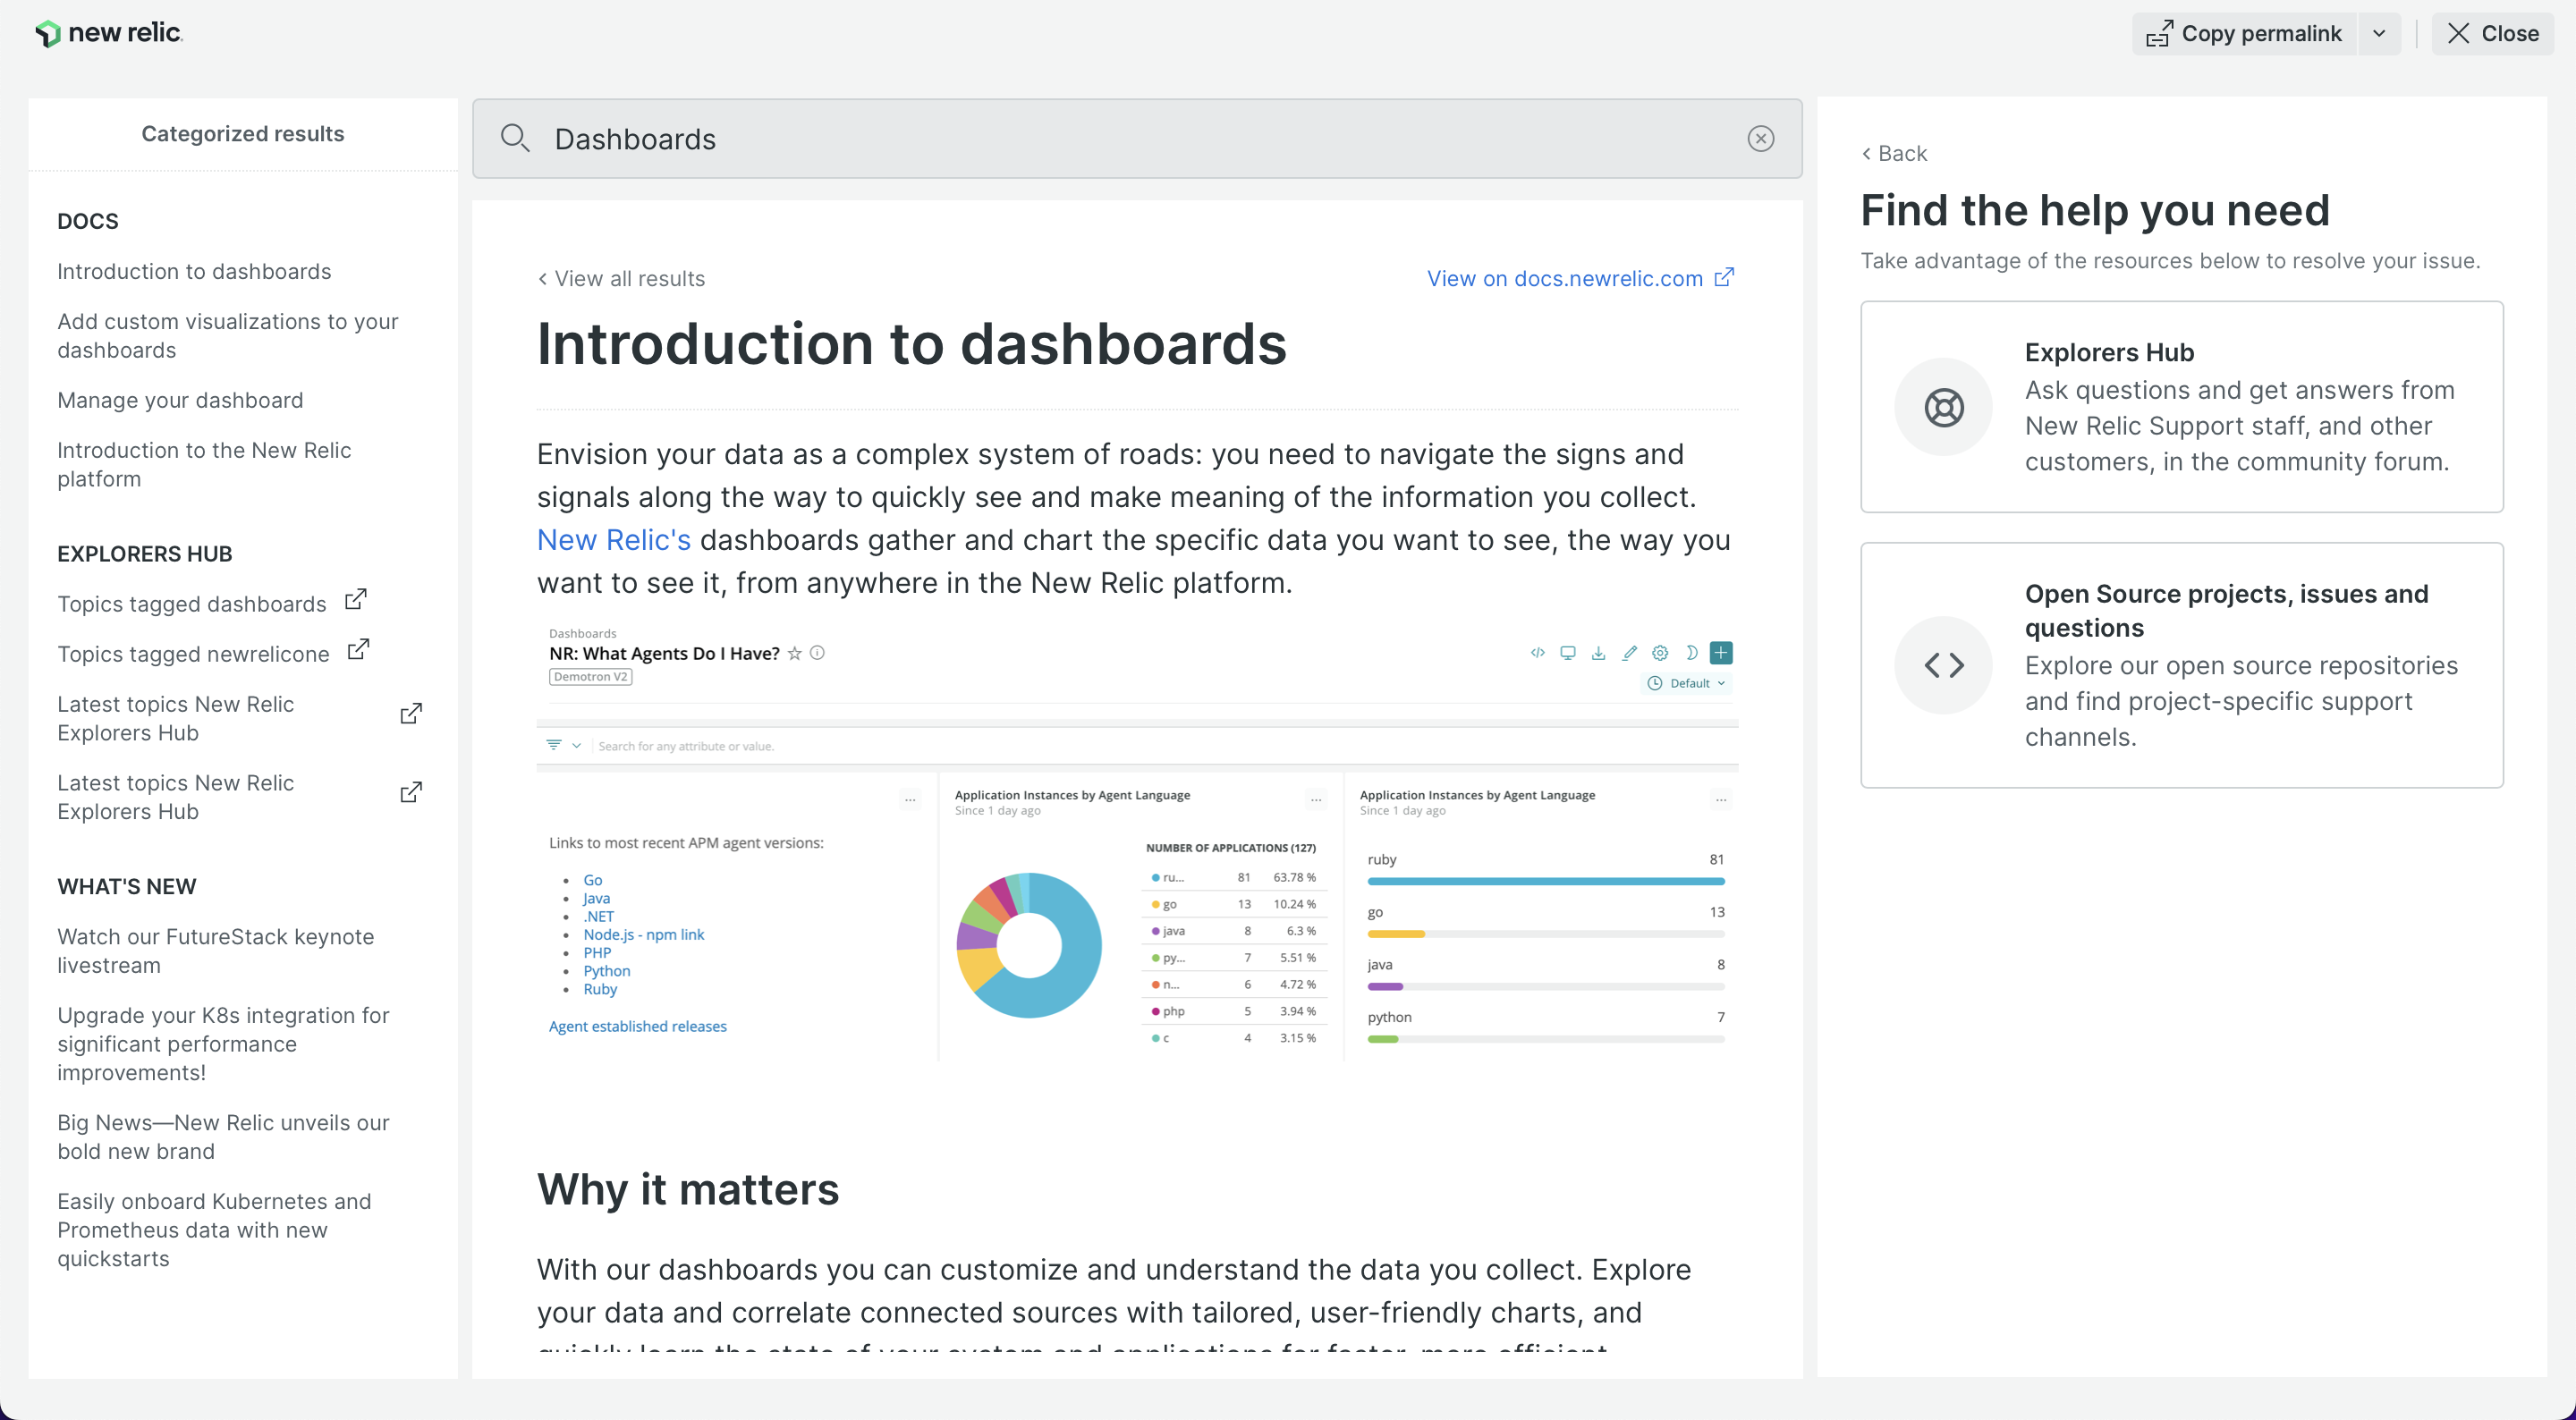 new relic
Copy permalink
Close
Categorized results
DOCS
Introduction to dashboards
Add custom visualizations to your
dashboards
Manage your dashboard
Introduction to the New Relic
platform
EXPLORERS HUB
Topics tagged dashboards
Topics tagged newrelicone
Latest topics New Relic
Explorers Hub
Latest topics New Relic
Explorers Hub
WHAT'S NEW
Watch our FutureStack keynote
livestream
Upgrade your K8s integration for
significant performance
improvements!
Big News—New Relic unveils our
bold new brand
Easily onboard Kubernetes and
Prometheus data with new
quickstarts
Dashboards
View all results
View on docs.newrelic.com
Introduction to dashboards
Envision your data as a complex system of roads: you need to navigate the signs and
signals along the way to quickly see and make meaning of the information you collect.
New Relic's dashboards gather and chart the specific data you want to see, the way you
want to see it, from anywhere in the New Relic platform.
Dashboards
NR: What Agents Do I Have?
Demotron V2
Default
Search for any attribute or value.
...
Links to most recent APM agent versions:
• Go
• Java
• .NET
• Node.js - npm link
• PHP
• Python
• Ruby
Agent established releases
Application Instances by Agent Language
...
Since 1 day ago
NUMBER OF APPLICATIONS (127)
ru... 81 63.78 %
go 13 10.24 %
java 8 6.3 %
py... 7 5.51 %
n... 6 4.72 %
php 5 3.94 %
c 4 3.15 %
Application Instances by Agent Language
...
Since 1 day ago
ruby 81
go 13
java 8
python 7
Why it matters
With our dashboards you can customize and understand the data you collect. Explore
your data and correlate connected sources with tailored, user-friendly charts, and
quickly learn the state of your system and applications for faster, more efficient
Back
Find the help you need
Take advantage of the resources below to resolve your issue.
Explorers Hub
Ask questions and get answers from
New Relic Support staff, and other
customers, in the community forum.
Open Source projects, issues and
questions
Explore our open source repositories
and find project-specific support
channels.